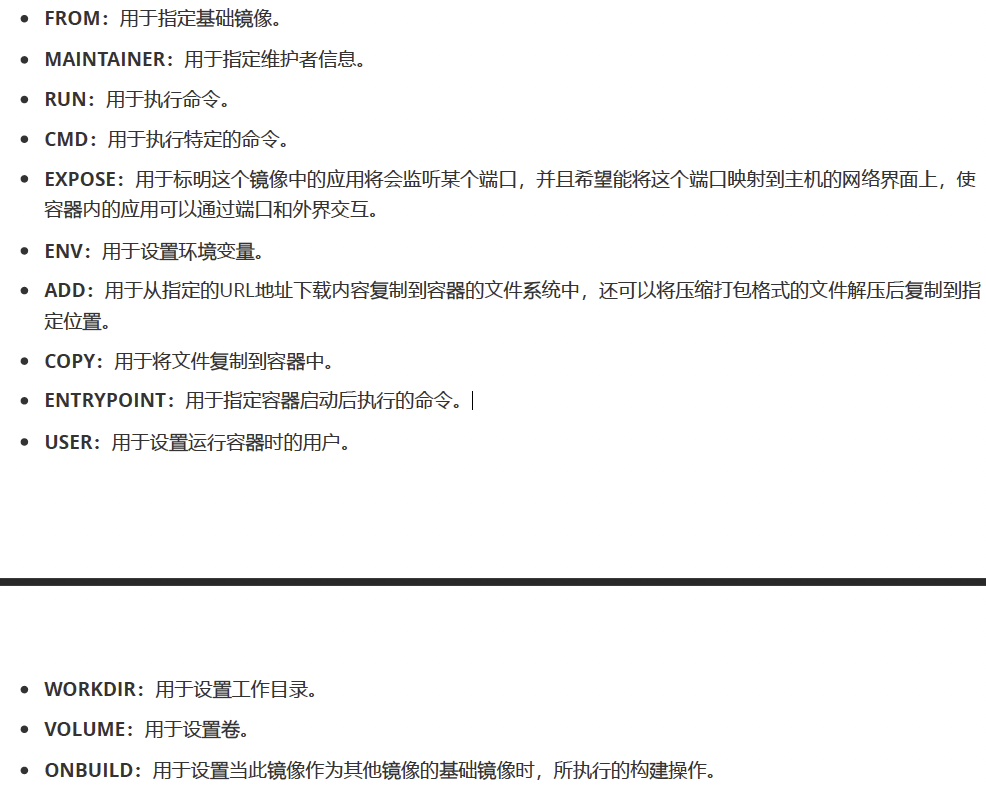 FROM：用于指定基础镜像。
MAINTAINER：用于指定维护者信息。
RUN：用于执行命令。
CMD：用于执行特定的命令。
EXPOSE：用于标明这个镜像中的应用将会监听某个端口，并且希望能将这个端口映射到主机的网络界面上，使
容器内的应用可以通过端口和外界交互。
ENV：用于设置环境变量。
ADD：用于从指定的URL地址下载内容复制到容器的文件系统中，还可以将压缩打包格式的文件解压后复制到指
定位置。
COPY：用于将文件复制到容器中。
ENTRYPOINT：用于指定容器启动后执行的命令。
USER：用于设置运行容器时的用户。
WORKDIR：用于设置工作目录。
VOLUME：用于设置卷。
ONBUILD：用于设置当此镜像作为其他镜像的基础镜像时，所执行的构建操作。